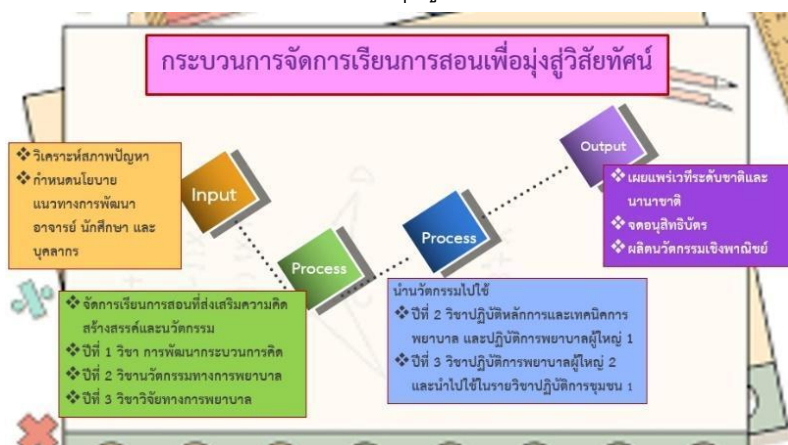 กระบวนการจัดการเรียนการสอนเพื่อมุ่งสู่วิสัยทัศน์
Input
❖ วิเคราะห์สภาพปัญหา
❖ กำหนดนโยบาย
แนวทางการพัฒนา
อาจารย์ นักศึกษา และ
บุคลากร
Process
❖ จัดการเรียนการสอนที่ส่งเสริมความคิด
สร้างสรรค์และนวัตกรรม
❖ ปีที่ 1 วิชา การพัฒนากระบวนการคิด
❖ ปีที่ 2 วิชานวัตกรรมทางการพยาบาล
❖ ปีที่ 3 วิชาวิจัยทางการพยาบาล
Process
นำนวัตกรรมไปใช้
❖ ปีที่ 2 วิชาปฏิบัติหลักการและเทคนิคการ
พยาบาล และปฏิบัติการพยาบาลผู้ใหญ่ 1
❖ ปีที่ 3 วิชาปฏิบัติการพยาบาลผู้ใหญ่ 2
และนำไปใช้ในรายวิชาปฏิบัติการชุมชน 1
Output
❖ เผยแพร่เวทีระดับชาติและ
นานาชาติ
❖ จดอนุสิทธิบัตร
❖ ผลิตนวัตกรรมเชิงพาณิชย์